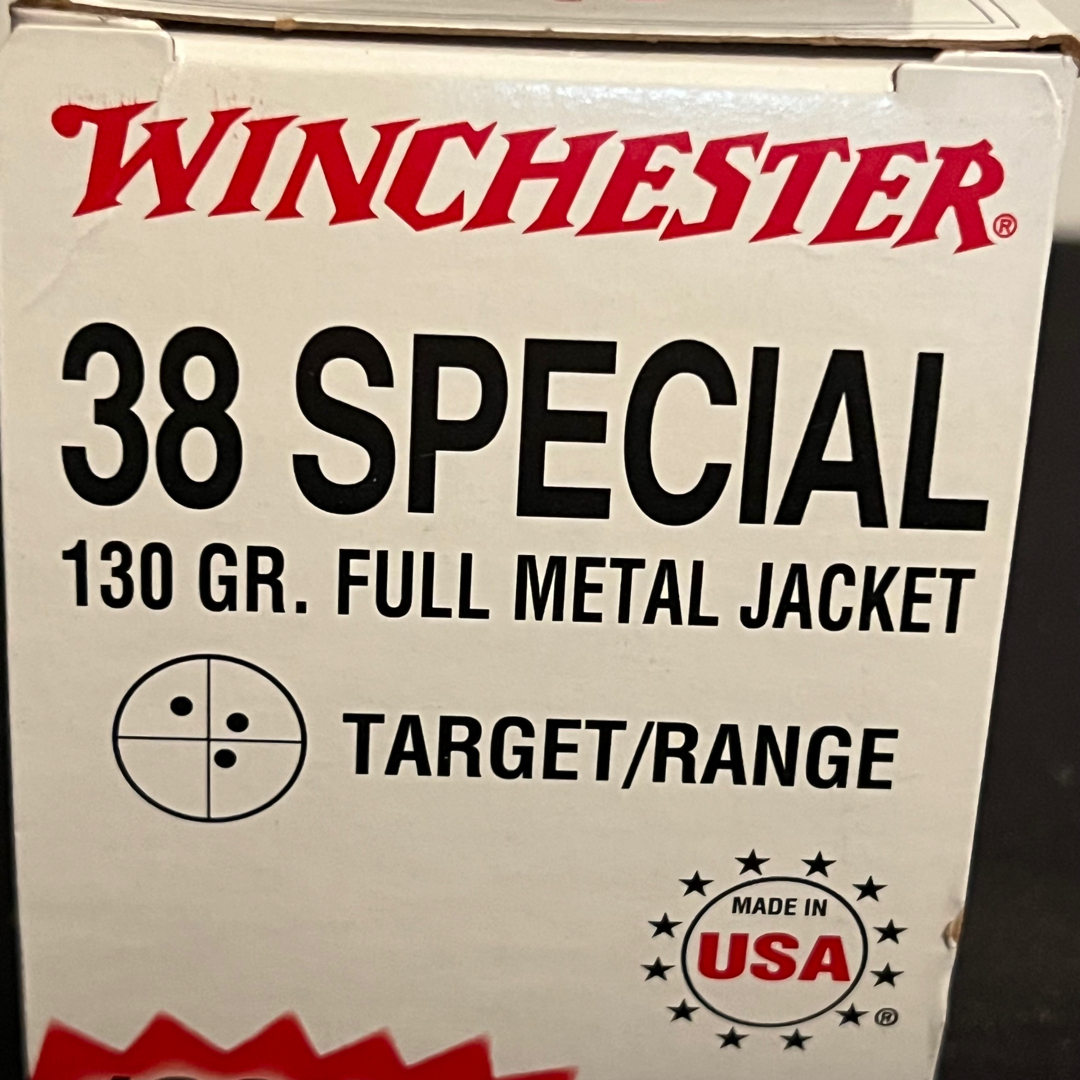 WINCHESTER®
38 SPECIAL
130 GR. FULL METAL JACKET
TARGET/RANGE
MADE IN
USA
®